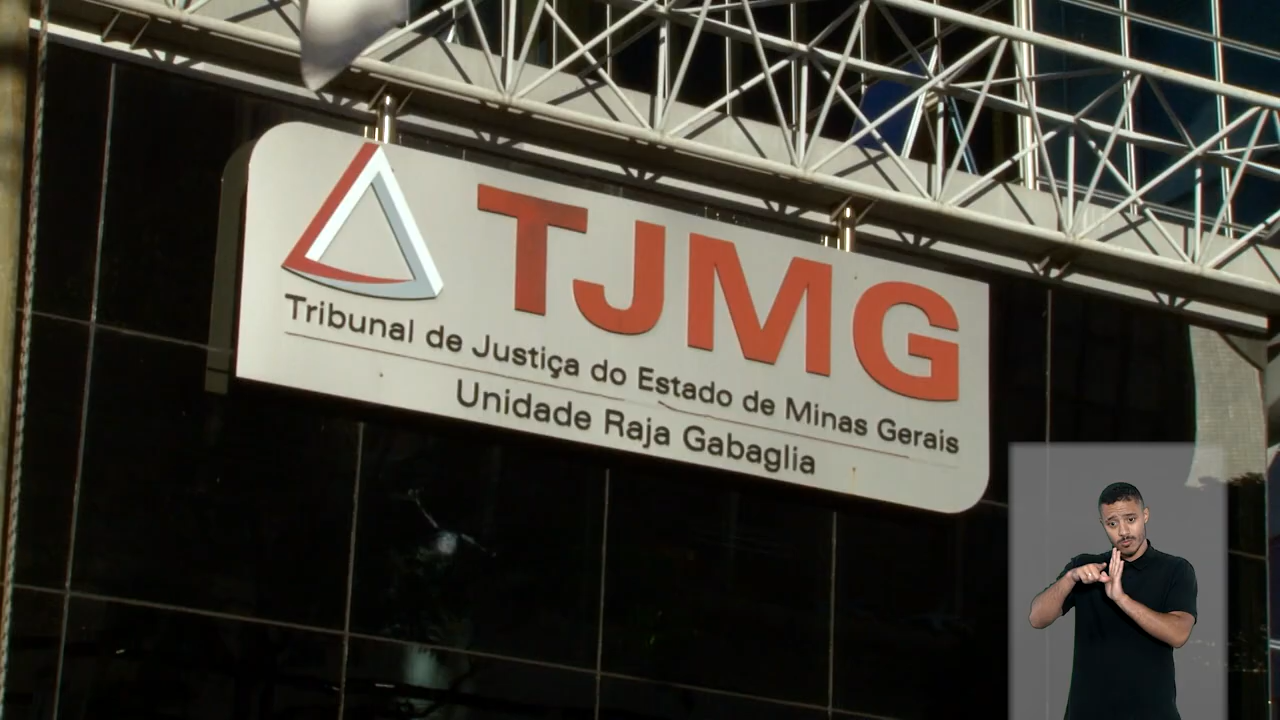 TJMG
Tribunal de Justiça do Estado de Minas Gerais
Unidade Raja Gabaglia